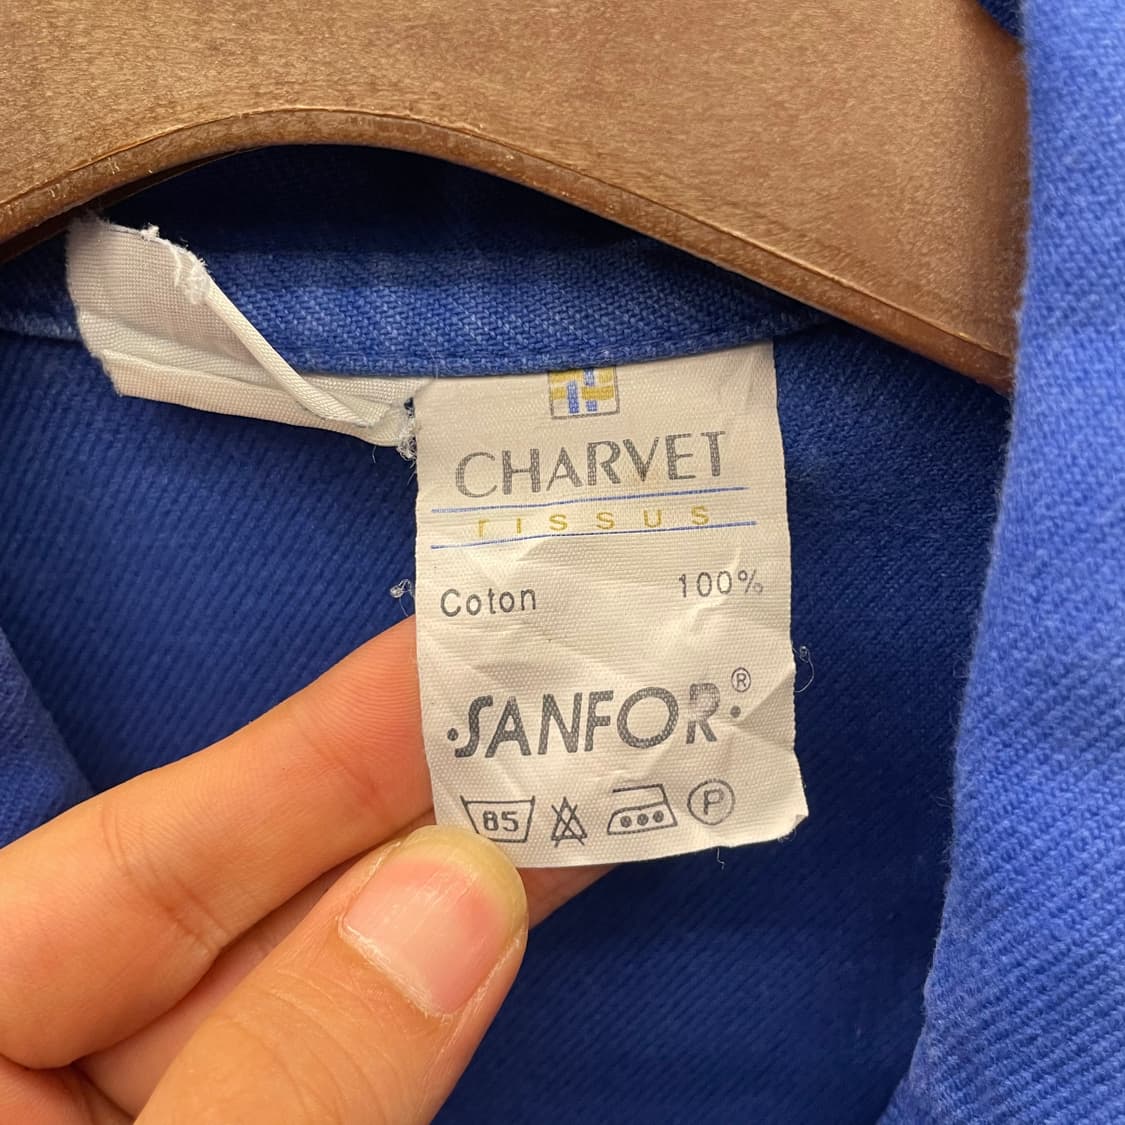 CHARVET
TISSUS
Coton 100%
·SANFOR·®
85 P